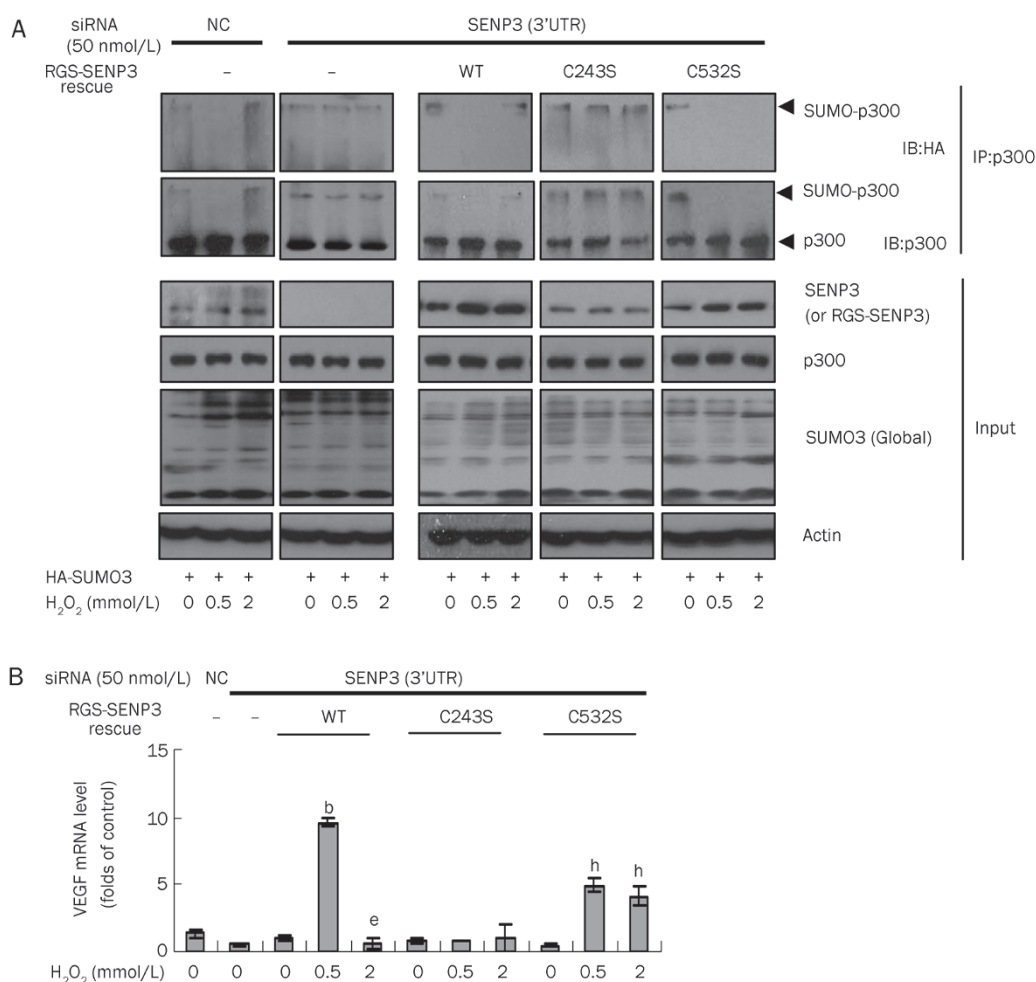 A
siRNA NC SENP3 (3'UTR)
(50 nmol/L)
RGS-SENP3 – – WT C243S C532S
rescue
SUMO-p300
IB:HA
IP:p300
SUMO-p300
p300 IB:p300
SENP3
(or RGS-SENP3)
p300
SUMO3 (Global)
Input
Actin
HA-SUMO3 + + + + + + + + + + + + + + +
H₂O₂ (mmol/L) 0 0.5 2 0 0.5 2 0 0.5 2 0 0.5 2 0 0.5 2
B
siRNA (50 nmol/L) NC SENP3 (3'UTR)
RGS-SENP3 – – WT C243S C532S
rescue
VEGF mRNA level
(folds of control)
15
10
5
0
b
e
h
h
H₂O₂ (mmol/L) 0 0 0 0.5 2 0 0.5 2 0 0.5 2